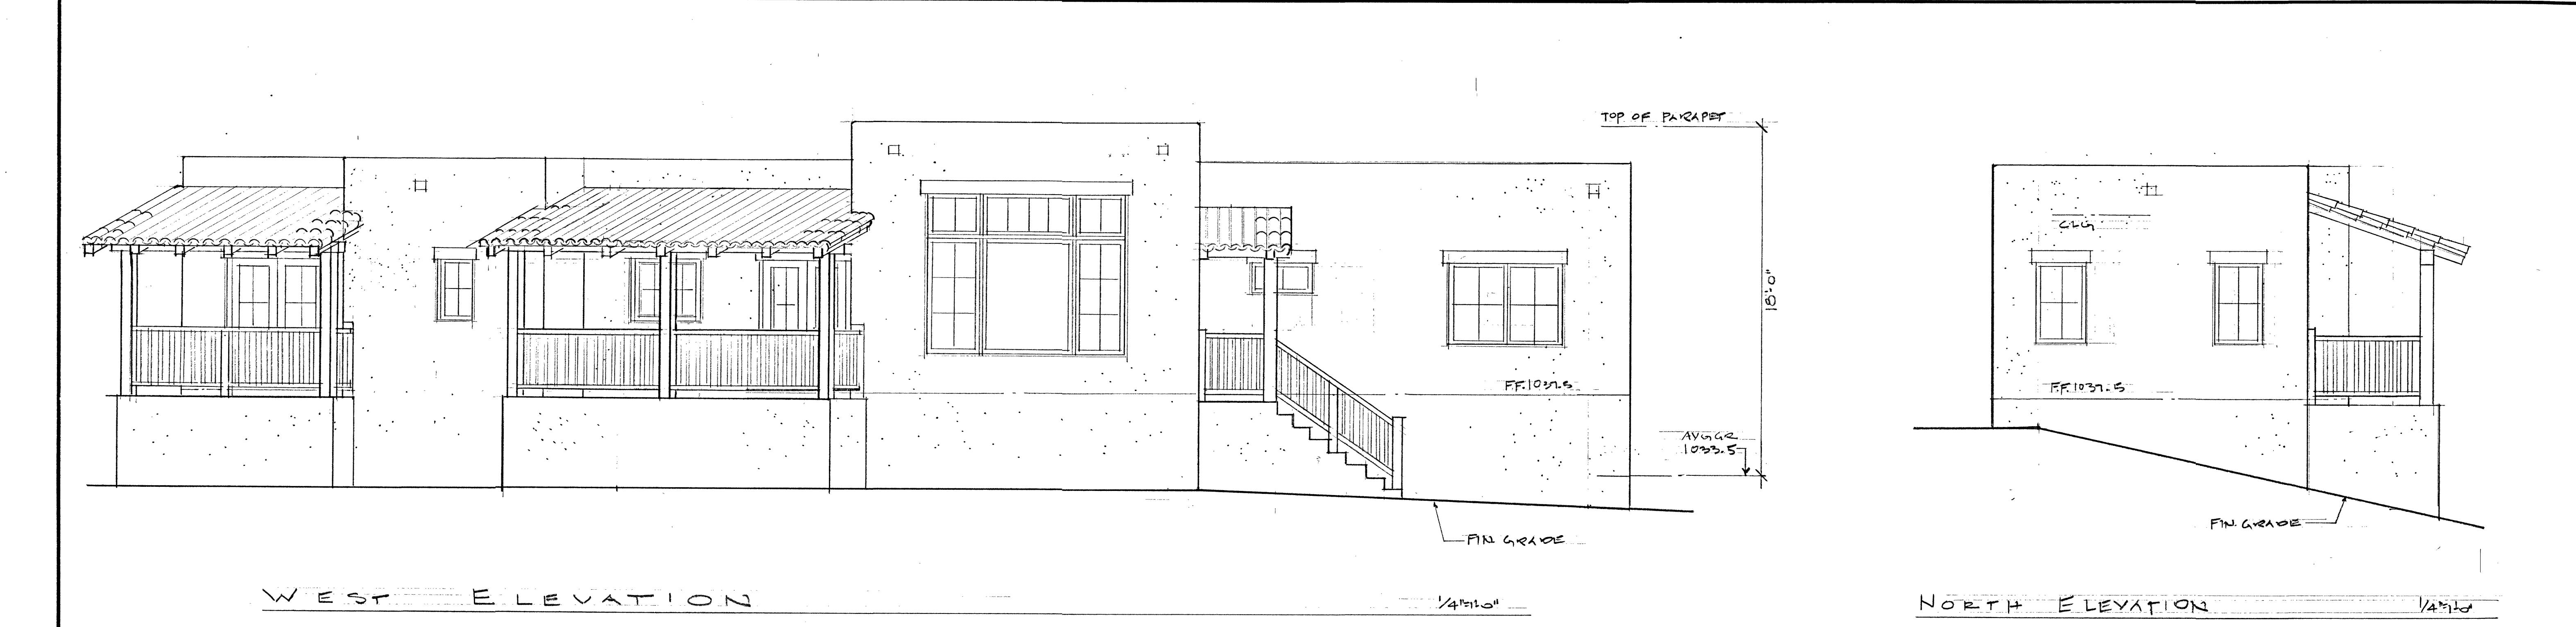 TOP OF PARAPET
18'-0"
CLG
F.F. 1037.5
F.F. 1037.5
AVG GR
1033.5
FIN. GRADE
FIN. GRADE
WEST ELEVATION
1/4"=1'-0"
NORTH ELEVATION
1/4"=1'-0"